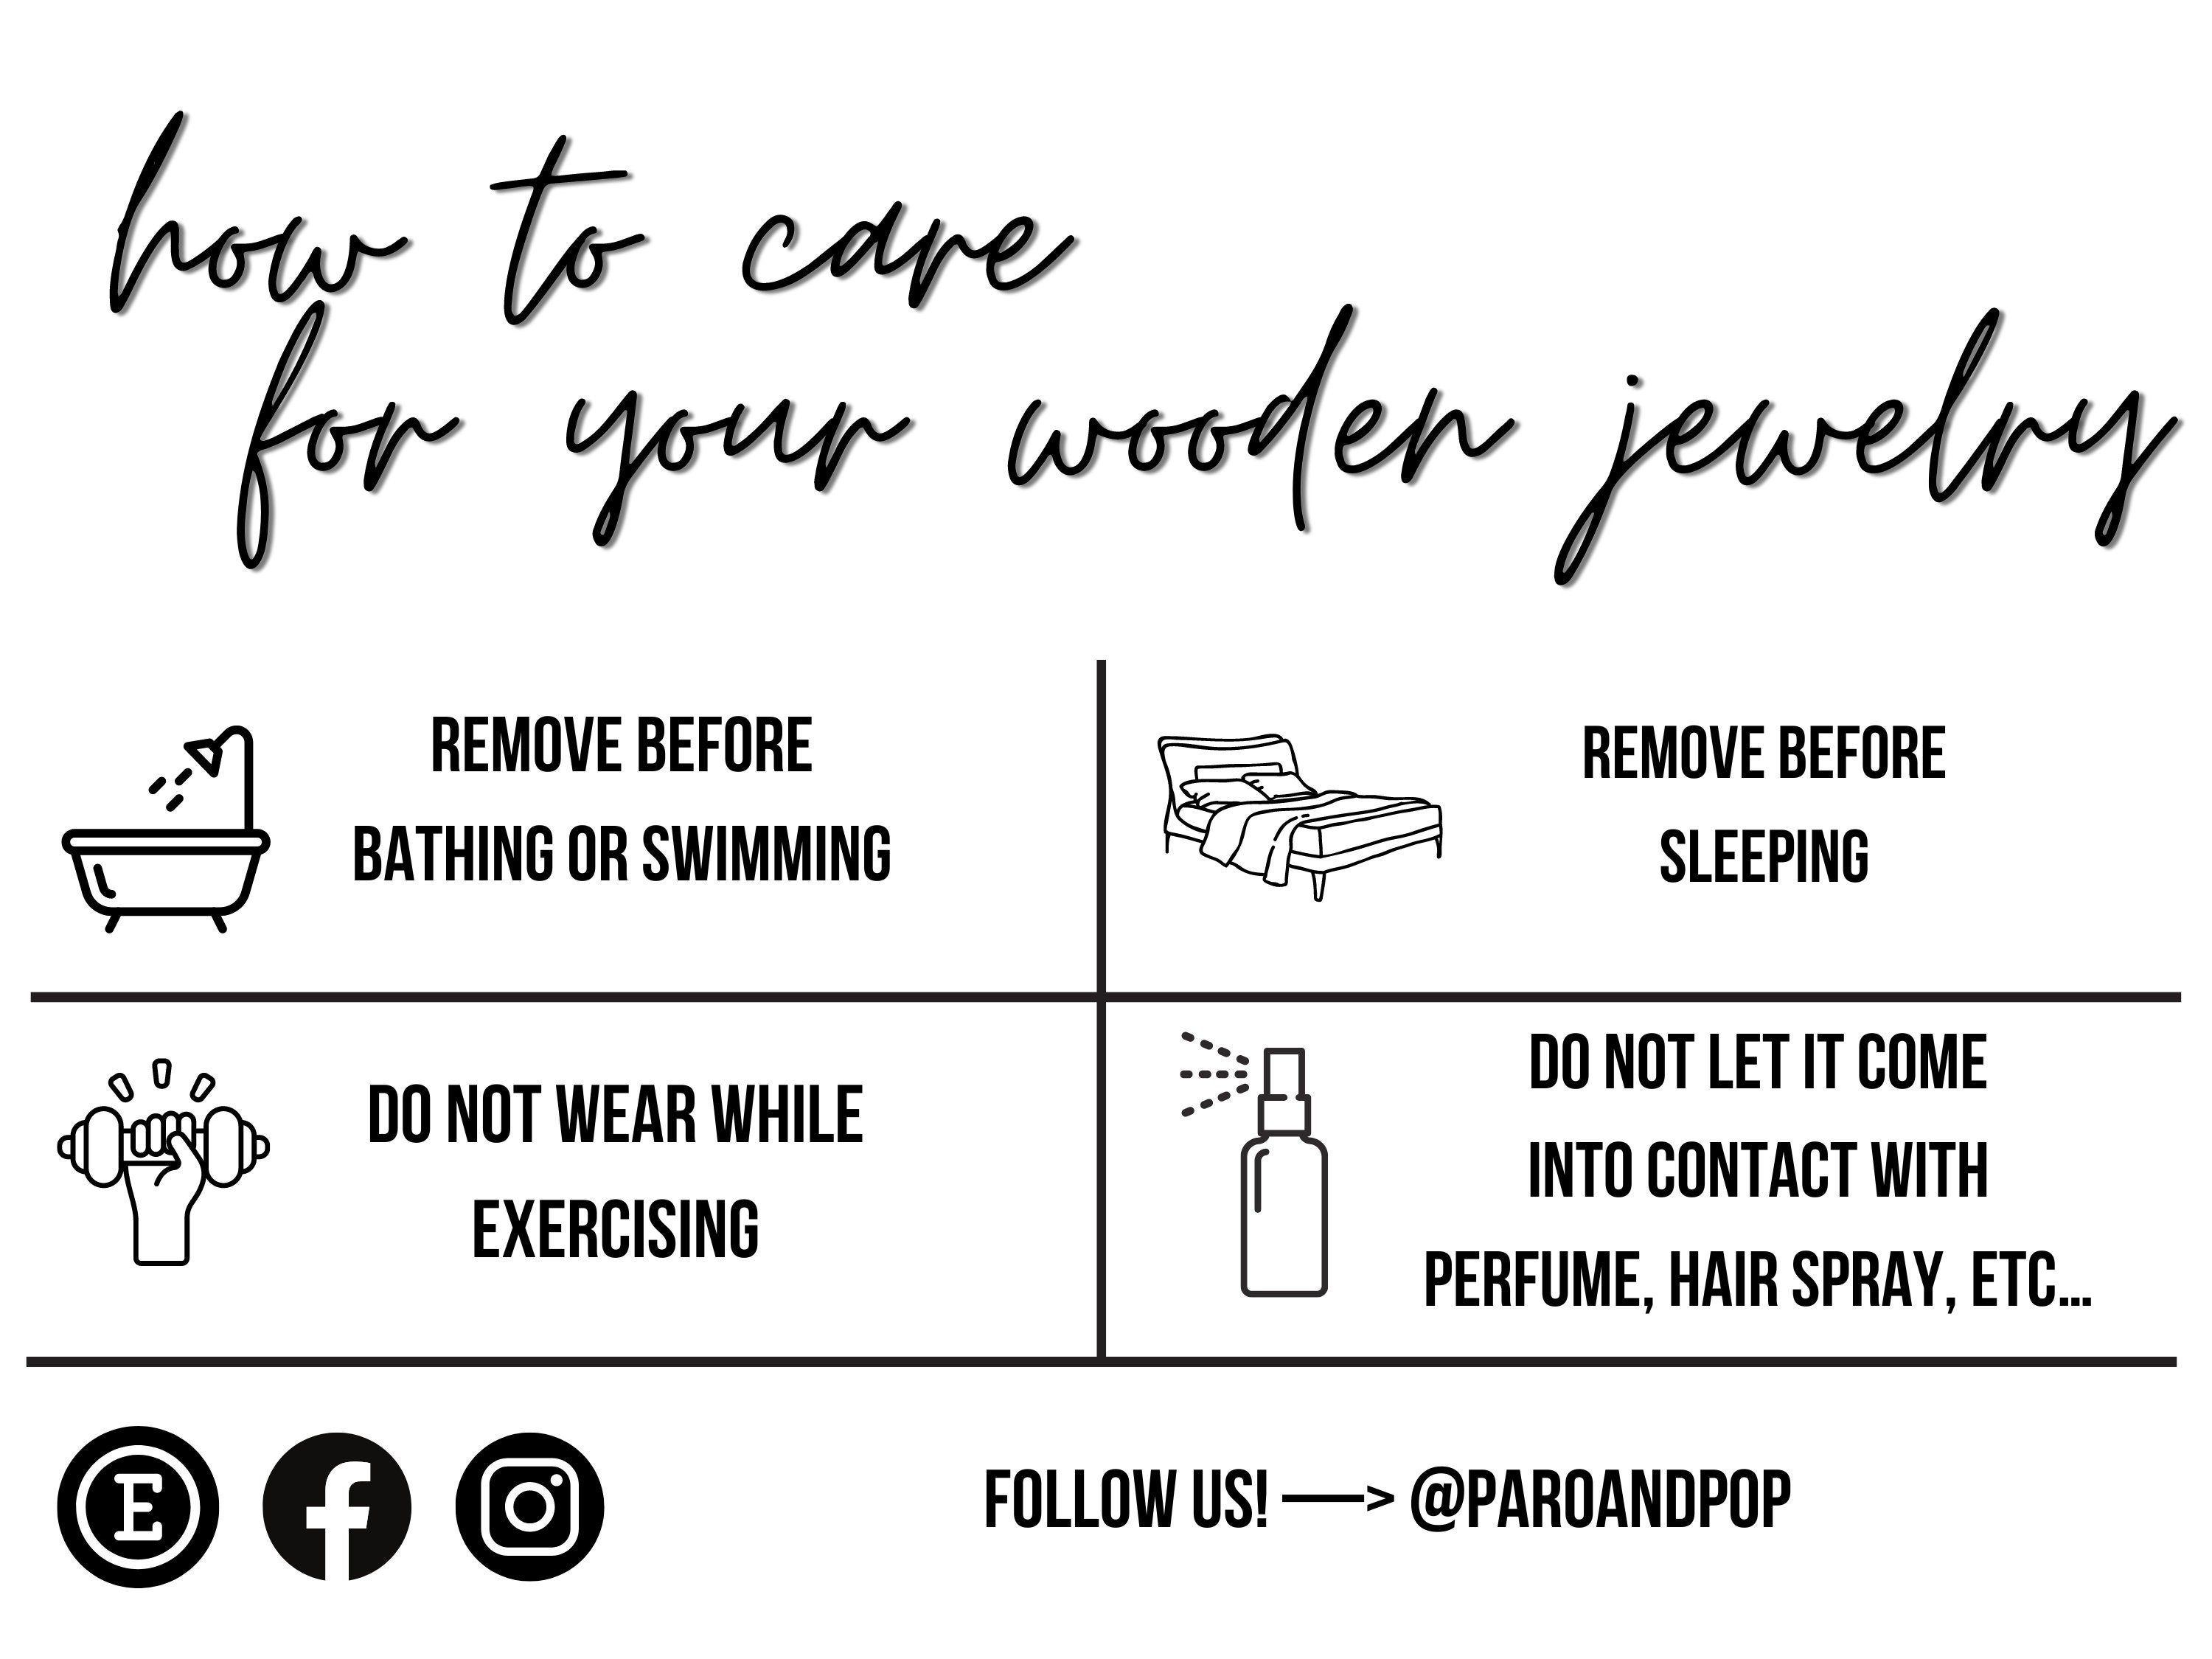 how to care
for your wooden jewelry
REMOVE BEFORE
BATHING OR SWIMMING
REMOVE BEFORE
SLEEPING
DO NOT WEAR WHILE
EXERCISING
DO NOT LET IT COME
INTO CONTACT WITH
PERFUME, HAIR SPRAY, ETC...
E
FOLLOW US! —> @PAROANDPOP